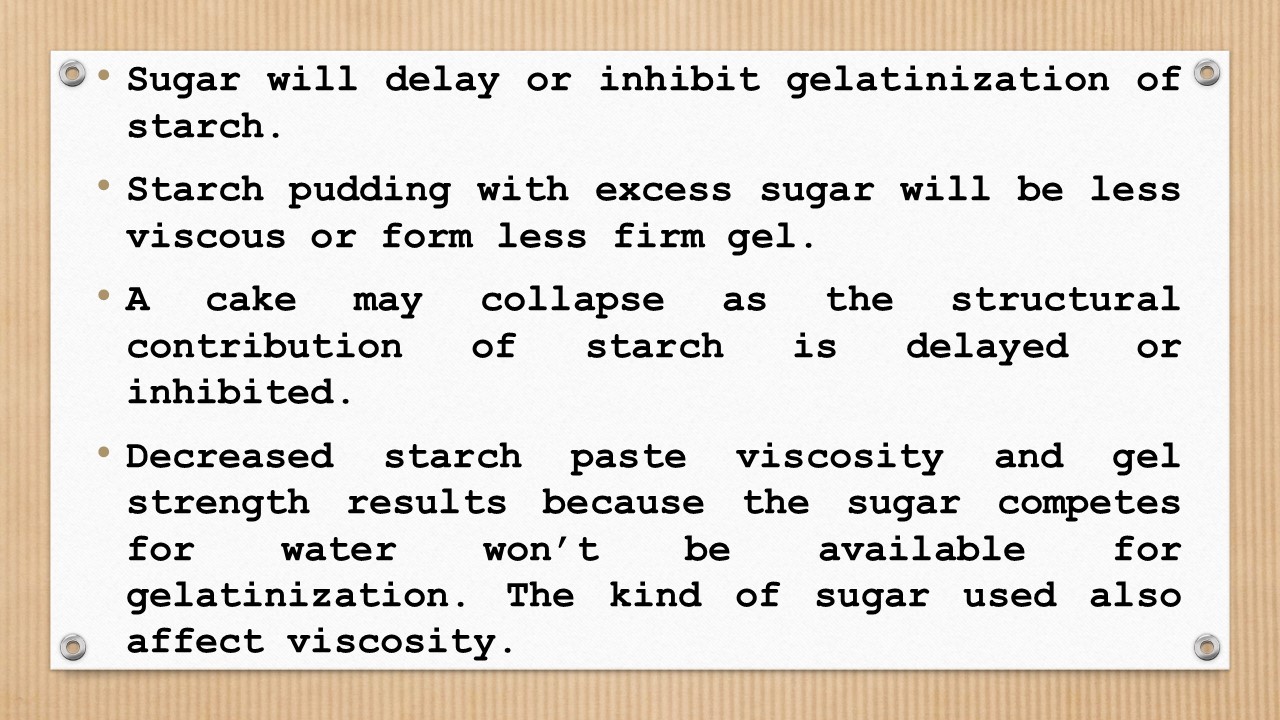 • Sugar will delay or inhibit gelatinization of
starch.
• Starch pudding with excess sugar will be less
viscous or form less firm gel.
• A cake may collapse as the structural
contribution of starch is delayed or
inhibited.
• Decreased starch paste viscosity and gel
strength results because the sugar competes
for water won’t be available for
gelatinization. The kind of sugar used also
affect viscosity.